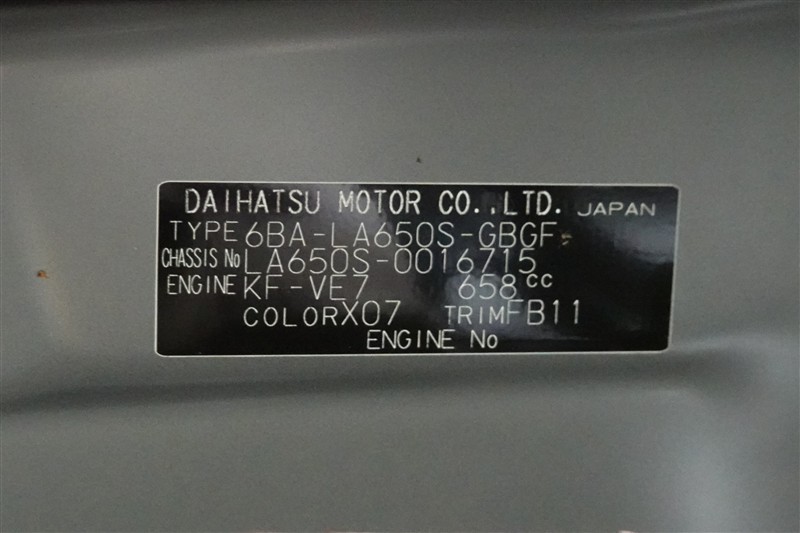 DAIHATSU MOTOR CO.,LTD. JAPAN
TYPE 6BA-LA650S-GBGF
CHASSIS No LA650S-0016715
ENGINE KF-VE7 658cc
COLOR X07 TRIM FB11
ENGINE No